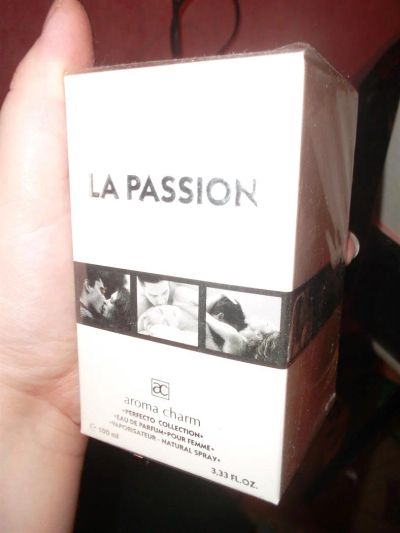 LA PASSION
ac
aroma charm
•PERFECTO COLLECTION•
•EAU DE PARFUM•POUR FEMME•
•VAPORISATEUR - NATURAL SPRAY•
℮ 100 ml
3,33 FL.OZ.